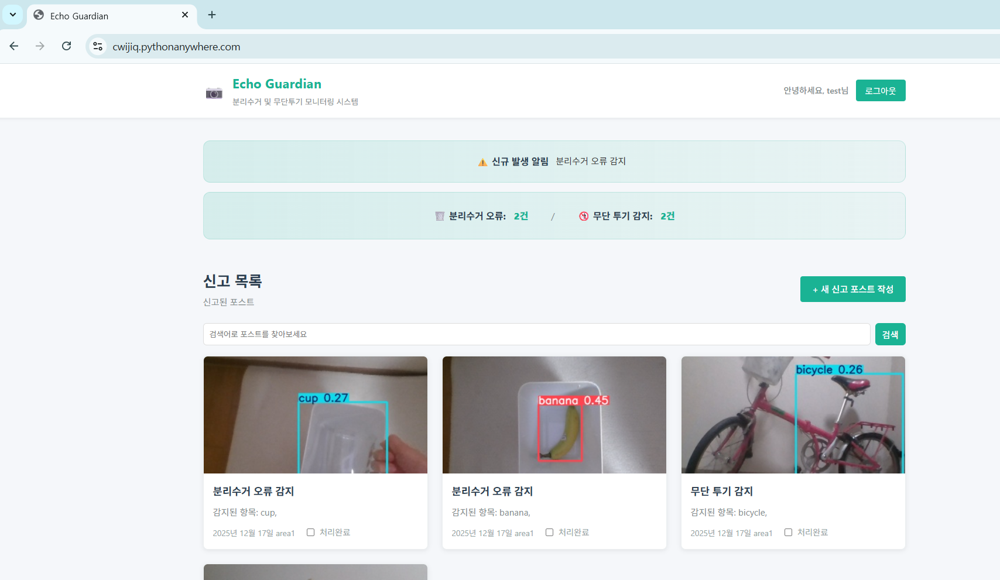 Echo Guardian
cwijiq.pythonanywhere.com
Echo Guardian
분리수거 및 무단투기 모니터링 시스템
안녕하세요, test님
로그아웃
신규 발생 알림 분리수거 오류 감지
분리수거 오류: 2건 / 무단 투기 감지: 2건
신고 목록
신고된 포스트
+ 새 신고 포스트 작성
검색어로 포스트를 찾아보세요
검색
cup 0.27
분리수거 오류 감지
감지된 항목: cup,
2025년 12월 17일 area1 처리완료
banana 0.45
분리수거 오류 감지
감지된 항목: banana,
2025년 12월 17일 area1 처리완료
bicycle 0.26
무단 투기 감지
감지된 항목: bicycle,
2025년 12월 17일 area1 처리완료